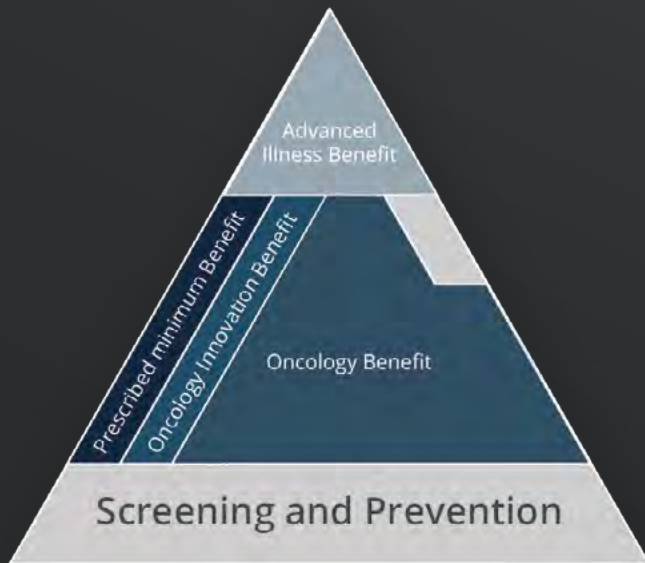 Advanced
Illness Benefit
Prescribed minimum Benefit
Oncology Innovation Benefit
Oncology Benefit
Screening and Prevention